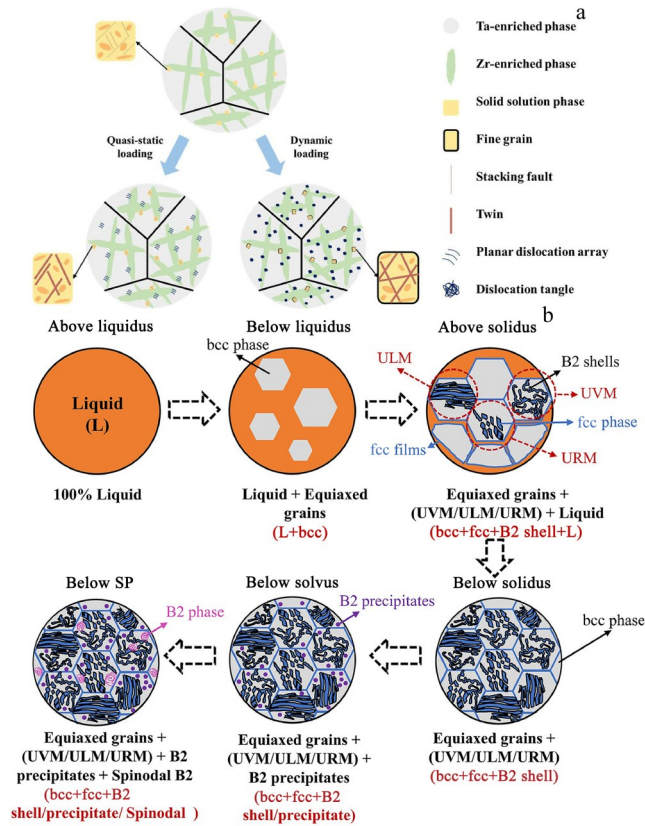 a
Ta-enriched phase
Zr-enriched phase
Solid solution phase
Fine grain
Stacking fault
Twin
Planar dislocation array
Dislocation tangle
Quasi-static
loading
Dynamic
loading
b
Above liquidus
Below liquidus
Above solidus
Liquid
(L)
bcc phase
ULM
B2 shells
UVM
fcc phase
fcc films
URM
100% Liquid
Liquid + Equiaxed
grains
(L+bcc)
Equiaxed grains +
(UVM/ULM/URM) + Liquid
(bcc+fcc+B2 shell+L)
Below SP
Below solvus
Below solidus
B2 phase
B2 precipitates
bcc phase
Equiaxed grains +
(UVM/ULM/URM) + B2
precipitates + Spinodal B2
(bcc+fcc+B2
shell/precipitate/ Spinodal )
Equiaxed grains +
(UVM/ULM/URM) +
B2 precipitates
(bcc+fcc+B2
shell/precipitate)
Equiaxed grains +
(UVM/ULM/URM)
(bcc+fcc+B2 shell)